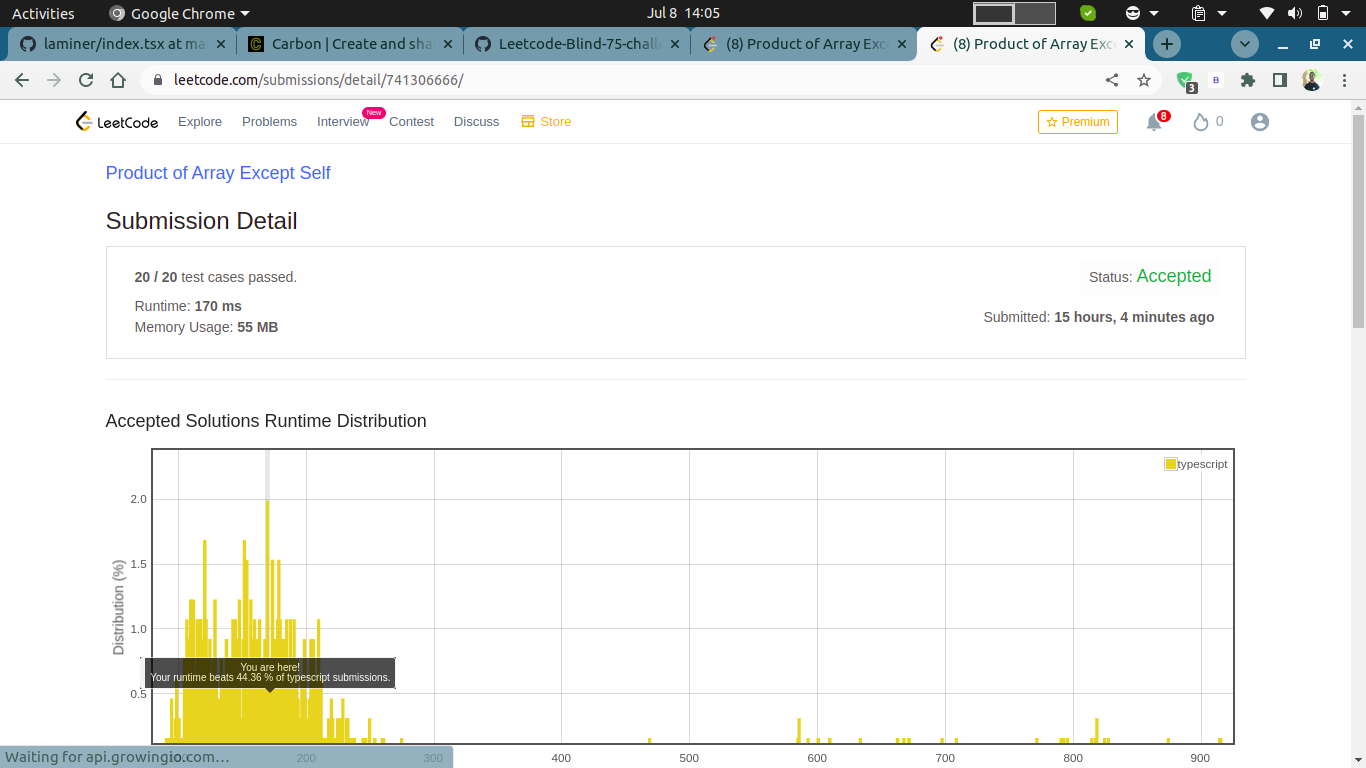 Activities
Google Chrome
Jul 8 14:05
laminer/index.tsx at ma
Carbon | Create and sha
Leetcode-Blind-75-chall
(8) Product of Array Exc
(8) Product of Array Exc
leetcode.com/submissions/detail/741306666/
3
B
LeetCode
Explore
Problems
Interview
New
Contest
Discuss
Store
Premium
8
0
Product of Array Except Self
Submission Detail
20 / 20 test cases passed.
Status: Accepted
Runtime: 170 ms
Memory Usage: 55 MB
Submitted: 15 hours, 4 minutes ago
Accepted Solutions Runtime Distribution
typescript
2.0
1.5
1.0
0.5
Distribution (%)
You are here!
Your runtime beats 44.36 % of typescript submissions.
Waiting for api.growingio.com…
200
300
400
500
600
700
800
900